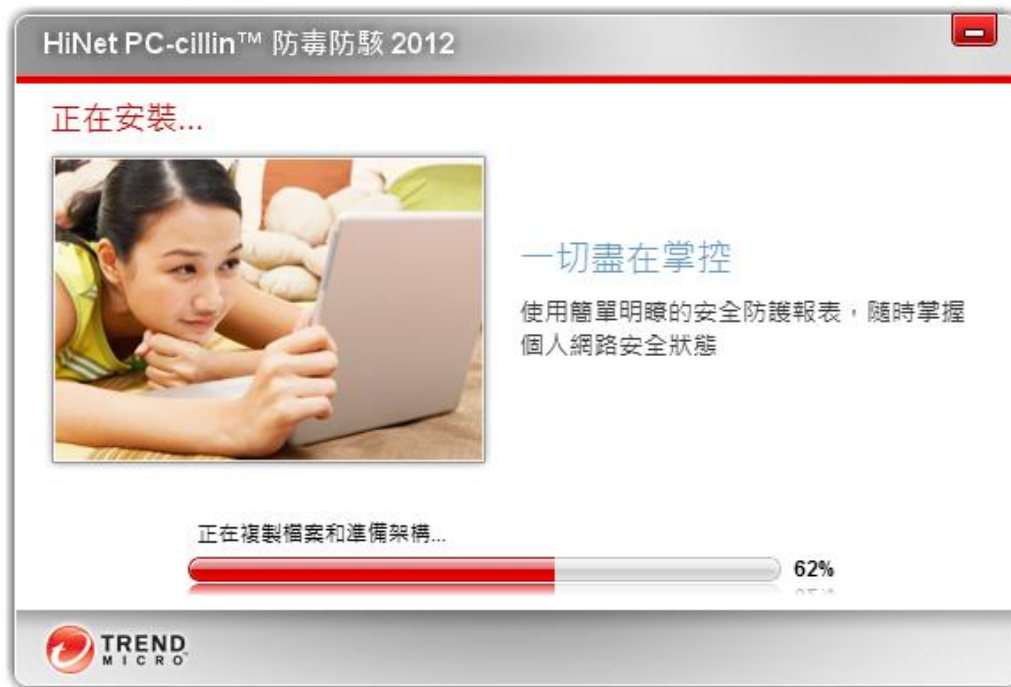 HiNet PC-cillin™ 防毒防駭 2012
正在安裝...
一切盡在掌控
使用簡單明瞭的安全防護報表，隨時掌握
個人網路安全狀態
正在複製檔案和準備架構...
62%
TREND
MICRO™